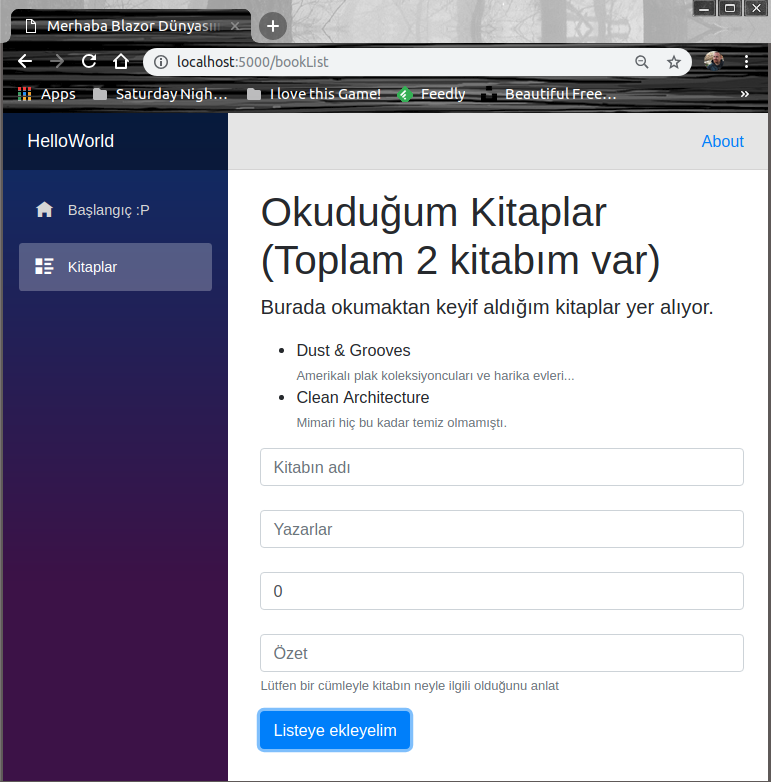 Merhaba Blazor Dünyası
localhost:5000/bookList
Apps
Saturday Nigh…
I love this Game!
Feedly
Beautiful Free…
»
HelloWorld
About
Başlangıç :P
Kitaplar
Okuduğum Kitaplar
(Toplam 2 kitabım var)
Burada okumaktan keyif aldığım kitaplar yer alıyor.
Dust & Grooves
Amerikalı plak koleksiyoncuları ve harika evleri...
Clean Architecture
Mimari hiç bu kadar temiz olmamıştı.
Kitabın adı
Yazarlar
0
Özet
Lütfen bir cümleyle kitabın neyle ilgili olduğunu anlat
Listeye ekleyelim